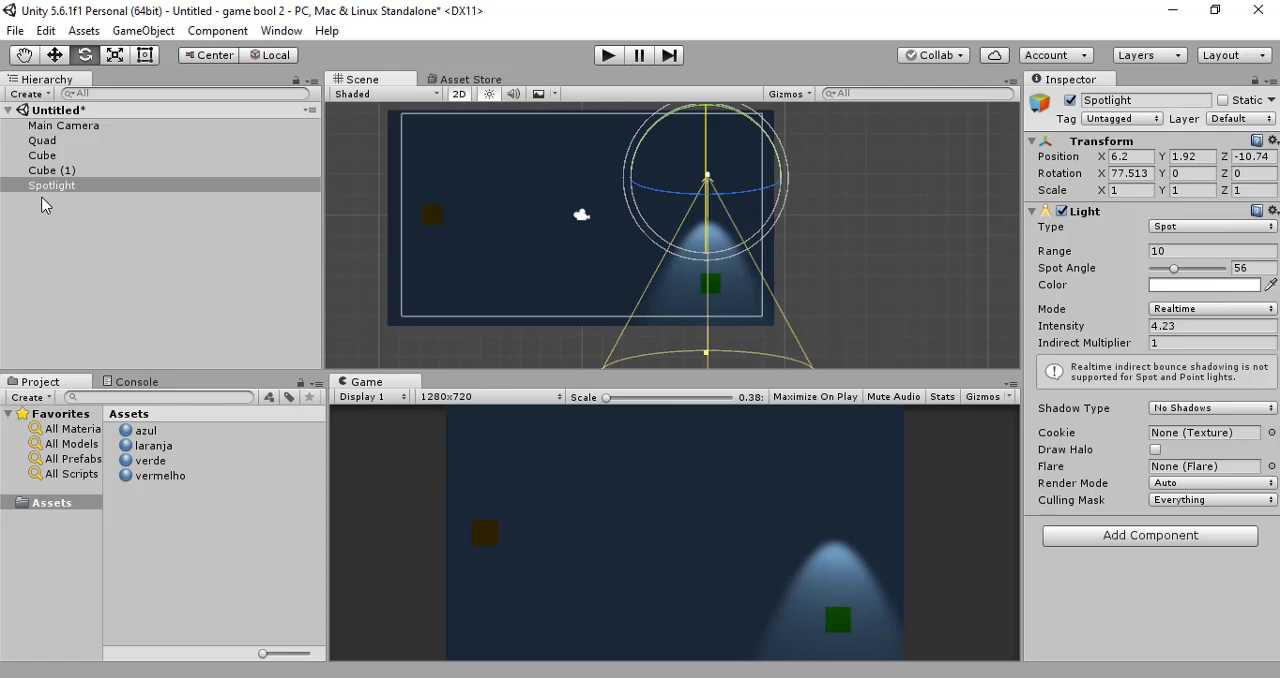 Unity 5.6.1f1 Personal (64bit) - Untitled - game bool 2 - PC, Mac & Linux Standalone* <DX11>
File Edit Assets GameObject Component Window Help
Center Local Collab Account Layers Layout
Hierarchy
Create All
Untitled*
Main Camera
Quad
Cube
Cube (1)
Spotlight
Scene Asset Store
Shaded 2D Gizmos All
Inspector
Spotlight Static
Tag Untagged Layer Default
Transform
Position X 6.2 Y 1.92 Z -10.74
Rotation X 77.513 Y 0 Z 0
Scale X 1 Y 1 Z 1
Light
Type Spot
Range 10
Spot Angle 56
Color
Mode Realtime
Intensity 4.23
Indirect Multiplier 1
Realtime indirect bounce shadowing is not
supported for Spot and Point lights.
Shadow Type No Shadows
Cookie None (Texture)
Draw Halo
Flare None (Flare)
Render Mode Auto
Culling Mask Everything
Add Component
Project Console
Create
Favorites
All Materia
All Models
All Prefabs
All Scripts
Assets
Assets
azul
laranja
verde
vermelho
Game
Display 1 1280x720 Scale 0.38: Maximize On Play Mute Audio Stats Gizmos